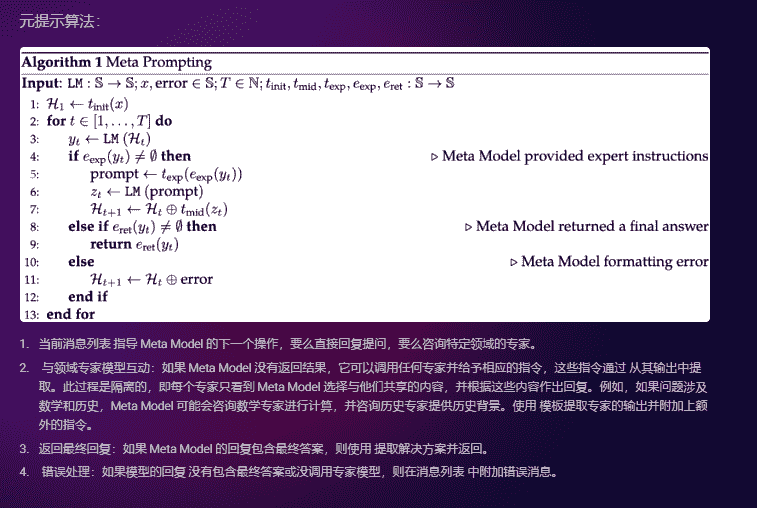 元提示算法：
Algorithm 1 Meta Prompting
Input: LM : 𝕊 → 𝕊; x, error ∈ 𝕊; T ∈ ℕ; t_init, t_mid, t_exp, e_exp, e_ret : 𝕊 → 𝕊
1: ℋ₁ ← t_init(x)
2: for t ∈ [1, . . . , T] do
3: y_t ← LM (ℋ_t)
4: if e_exp(y_t) ≠ ∅ then ▷ Meta Model provided expert instructions
5: prompt ← t_exp(e_exp(y_t))
6: z_t ← LM (prompt)
7: ℋ_t+1 ← ℋ_t ⊕ t_mid(z_t)
8: else if e_ret(y_t) ≠ ∅ then ▷ Meta Model returned a final answer
9: return e_ret(y_t)
10: else ▷ Meta Model formatting error
11: ℋ_t+1 ← ℋ_t ⊕ error
12: end if
13: end for
1. 当前消息列表 指导 Meta Model 的下一个操作，要么直接回复提问，要么咨询特定领域的专家。
2. 与领域专家模型互动：如果 Meta Model 没有返回结果，它可以调用任何专家并给予相应的指令，这些指令通过 从其输出中提
取。此过程是隔离的，即每个专家只看到 Meta Model 选择与他们共享的内容，并根据这些内容作出回复。例如，如果问题涉及
数学和历史，Meta Model 可能会咨询数学专家进行计算，并咨询历史专家提供历史背景。使用 模板提取专家的输出并附加上额
外的指令。
3. 返回最终回复：如果 Meta Model 的回复包含最终答案，则使用 提取解决方案并返回。
4. 错误处理：如果模型的回复 没有包含最终答案或没调用专家模型，则在消息列表 中附加错误消息。